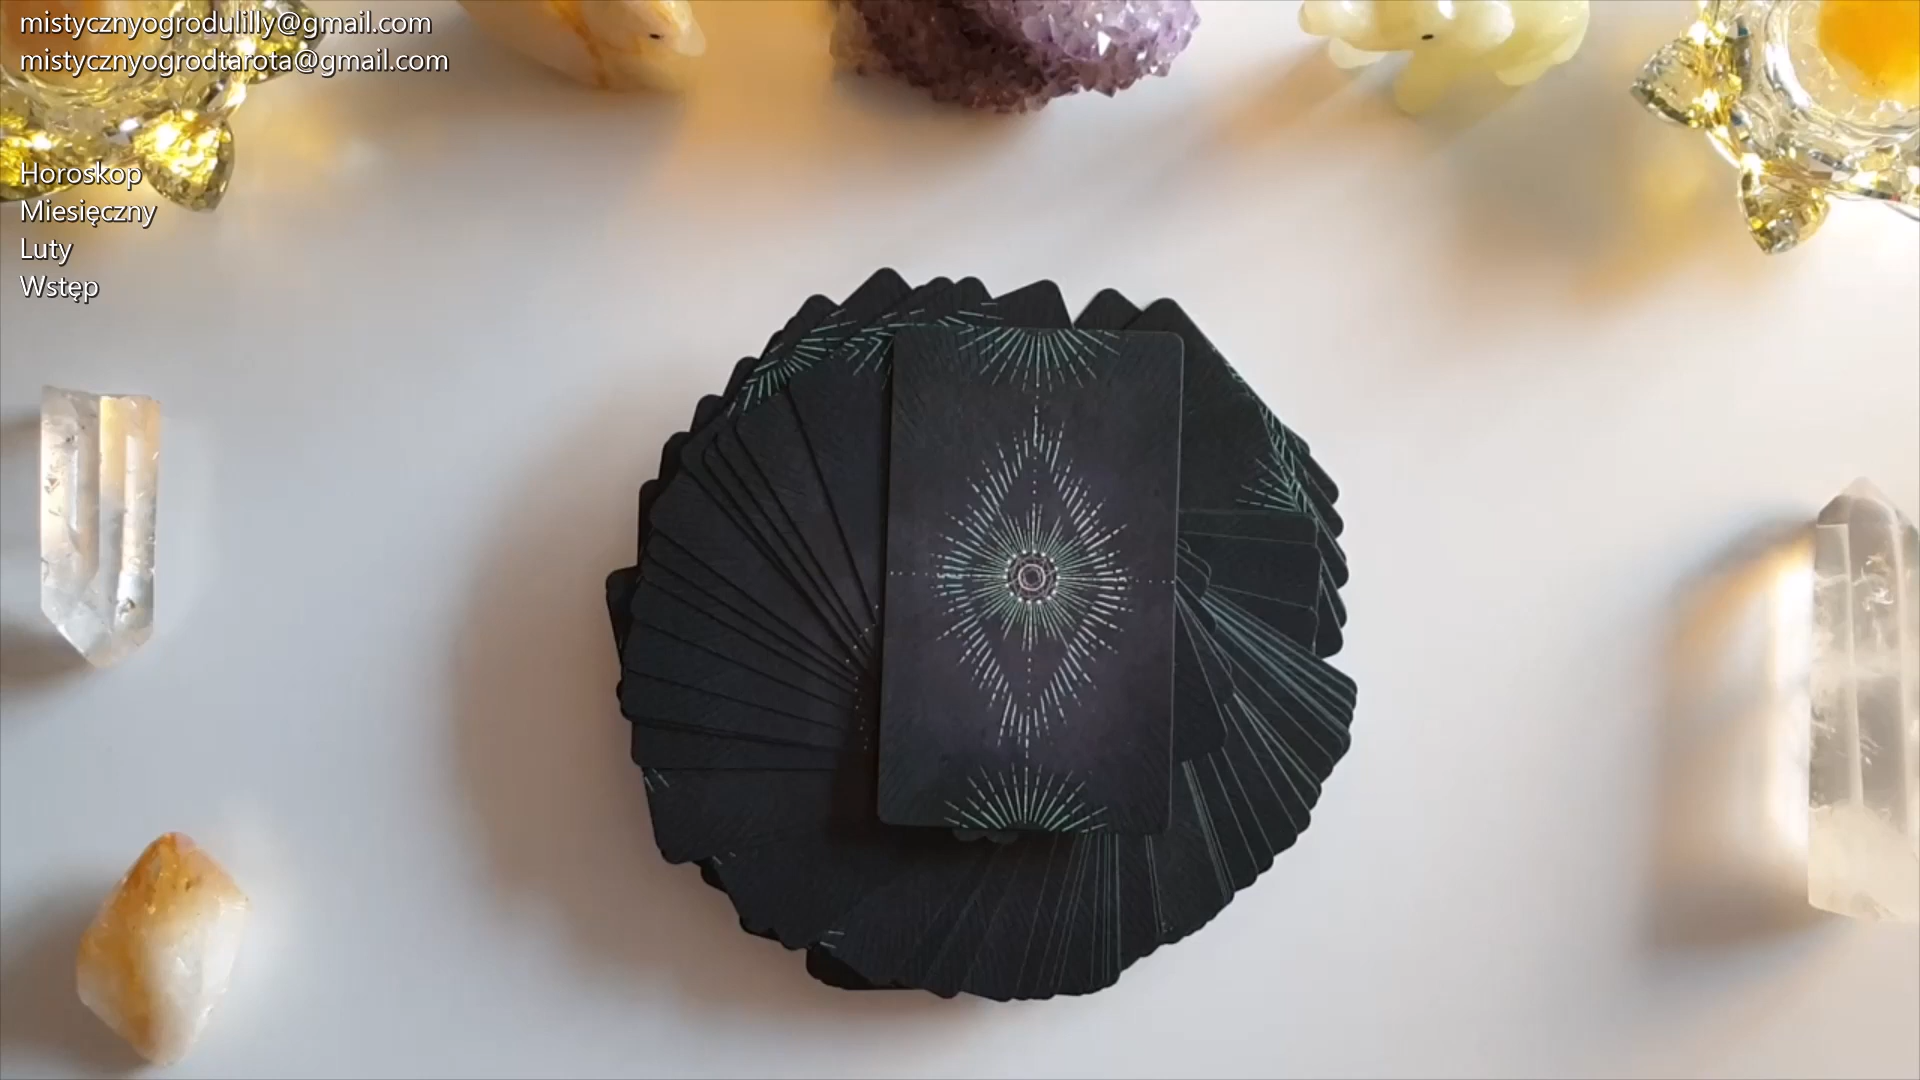 mistycznyogrodulilly@gmail.com
mistycznyogrodtarota@gmail.com
Horoskop
Miesięczny
Luty
Wstęp